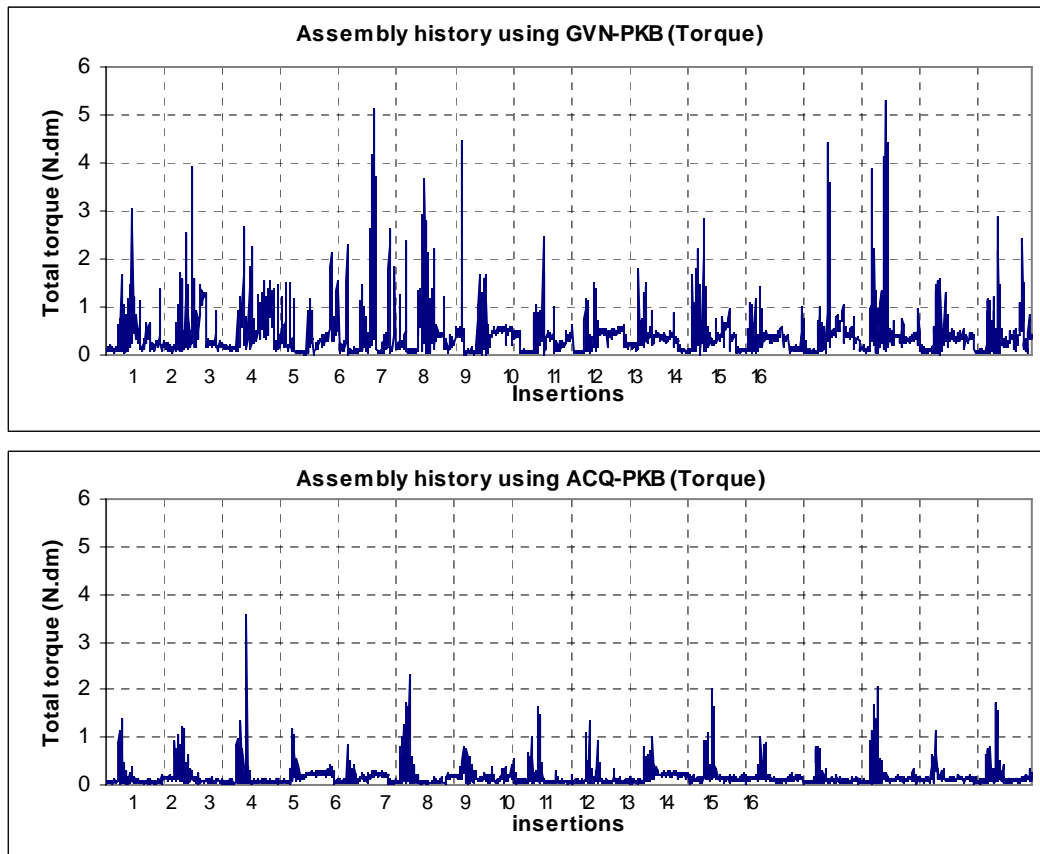 Assembly history using GVN-PKB (Torque)
Total torque (N.dm)
6
5
4
3
2
1
0
1 2 3 4 5 6 7 8 9 10 11 12 13 14 15 16
Insertions
Assembly history using ACQ-PKB (Torque)
Total torque (N.dm)
6
5
4
3
2
1
0
1 2 3 4 5 6 7 8 9 10 11 12 13 14 15 16
insertions